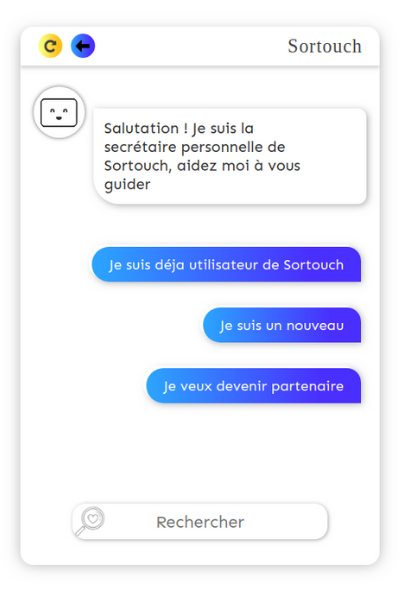 Sortouch
Salutation ! Je suis la
secrétaire personnelle de
Sortouch, aidez moi à vous
guider
Je suis déja utilisateur de Sortouch
Je suis un nouveau
Je veux devenir partenaire
Rechercher